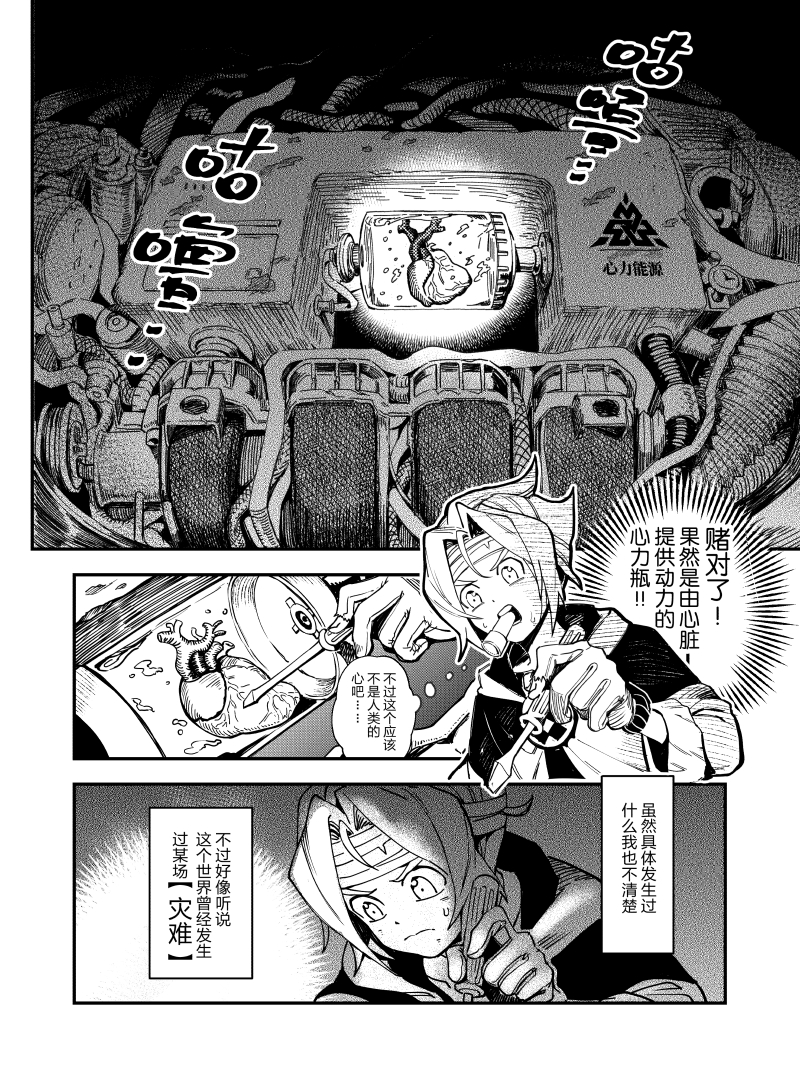 咕
嘟
咕
嘟
心力能源
赌对了！
果然是由心脏
提供动力的
心力瓶！！
不过这个应该
不是人类的
心吧……
虽然具体发生过
什么我也不清楚
不过好像听说
这个世界曾经发生
过某场【灾难】